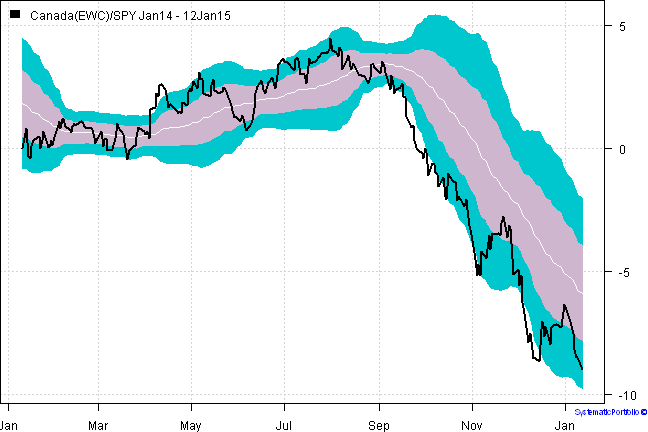 Canada(EWC)/SPY Jan14 - 12Jan15
5
0
-5
-10
SystematicPortfolio ©
Jan Mar May Jul Sep Nov Jan